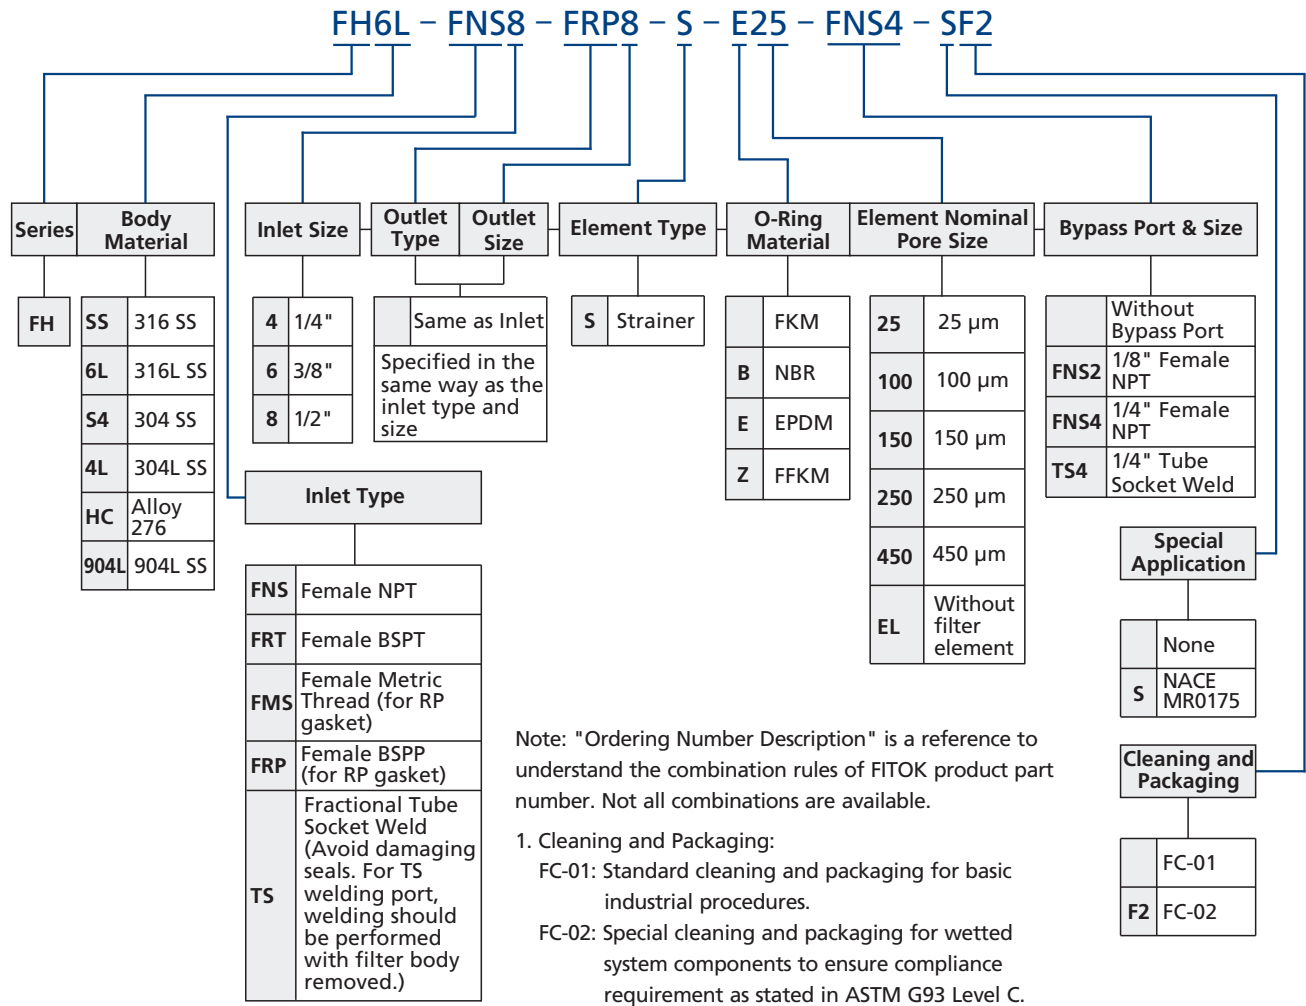 FH6L – FNS8 – FRP8 – S – E25 – FNS4 – SF2
Series
Body
Material
FH
SS 316 SS
6L 316L SS
S4 304 SS
4L 304L SS
HC Alloy
276
904L 904L SS
Inlet Size
4 1/4"
6 3/8"
8 1/2"
Inlet Type
FNS Female NPT
FRT Female BSPT
FMS Female Metric
Thread (for RP
gasket)
FRP Female BSPP
(for RP gasket)
TS Fractional Tube
Socket Weld
(Avoid damaging
seals. For TS
welding port,
welding should
be performed
with filter body
removed.)
Outlet
Type
Outlet
Size
Same as Inlet
Specified in the
same way as the
inlet type and
size
Element Type
S Strainer
O-Ring
Material
FKM
B NBR
E EPDM
Z FFKM
Element Nominal
Pore Size
25 25 µm
100 100 µm
150 150 µm
250 250 µm
450 450 µm
EL Without
filter
element
Bypass Port & Size
Without
Bypass Port
FNS2 1/8" Female
NPT
FNS4 1/4" Female
NPT
TS4 1/4" Tube
Socket Weld
Special
Application
None
S NACE
MR0175
Cleaning and
Packaging
FC-01
F2 FC-02
Note: "Ordering Number Description" is a reference to
understand the combination rules of FITOK product part
number. Not all combinations are available.
1. Cleaning and Packaging:
FC-01: Standard cleaning and packaging for basic
industrial procedures.
FC-02: Special cleaning and packaging for wetted
system components to ensure compliance
requirement as stated in ASTM G93 Level C.